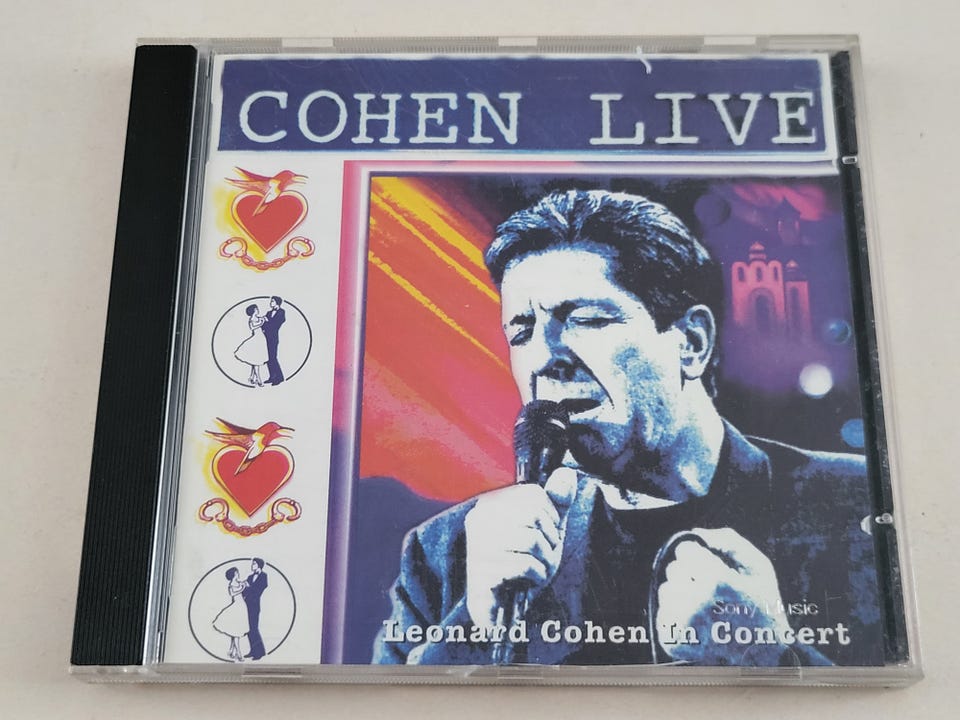 COHEN LIVE
Sony Music
Leonard Cohen In Concert